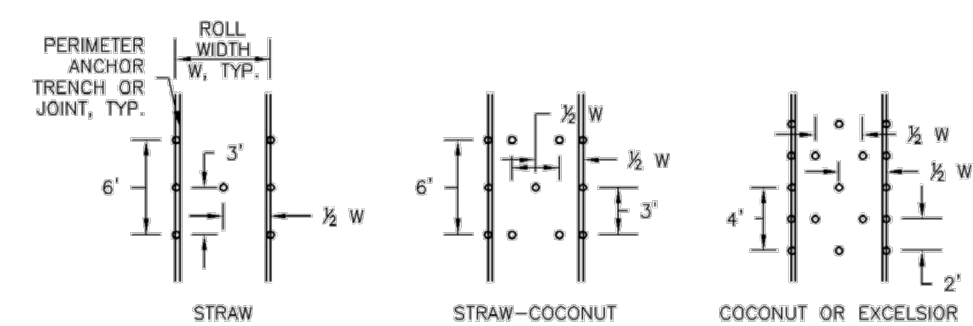 PERIMETER
ANCHOR
TRENCH OR
JOINT, TYP.
ROLL
WIDTH
W, TYP.
6'
3'
½ W
STRAW
½ W
½ W
6'
3'
STRAW-COCONUT
½ W
½ W
4'
2'
COCONUT OR EXCELSIOR